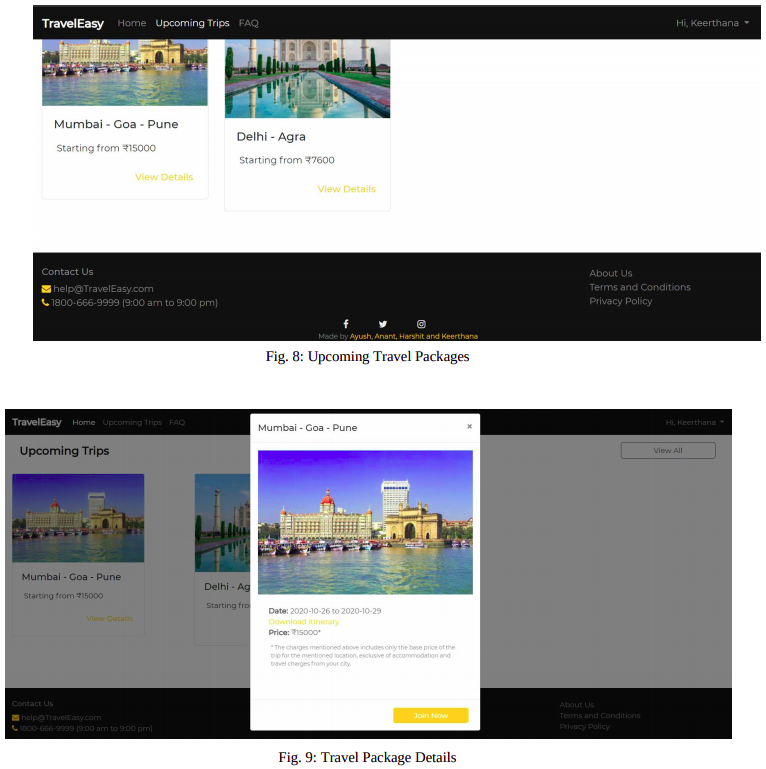 TravelEasy Home Upcoming Trips FAQ Hi, Keerthana
Mumbai - Goa - Pune
Starting from ₹15000
View Details
Delhi - Agra
Starting from ₹7600
View Details
Contact Us
help@TravelEasy.com
1800-666-9999 (9:00 am to 9:00 pm)
About Us
Terms and Conditions
Privacy Policy
Made by Ayush, Anant, Harshit and Keerthana
Fig. 8: Upcoming Travel Packages
TravelEasy Home Upcoming Trips FAQ Hi, Keerthana
Upcoming Trips
View All
Mumbai - Goa - Pune
Starting from ₹15000
View Details
Delhi - Ag
Starting fro
Mumbai - Goa - Pune ×
Date: 2020-10-26 to 2020-10-29
Download Itinerary
Price: ₹15000*
* The charges mentioned above includes only the base price of the
trip for the mentioned location, exclusive of accommodation and
travel charges from your city.
Join Now
Contact Us
help@TravelEasy.com
1800-666-9999 (9:00 am to 9:00 pm)
About Us
Terms and Conditions
Privacy Policy
Fig. 9: Travel Package Details